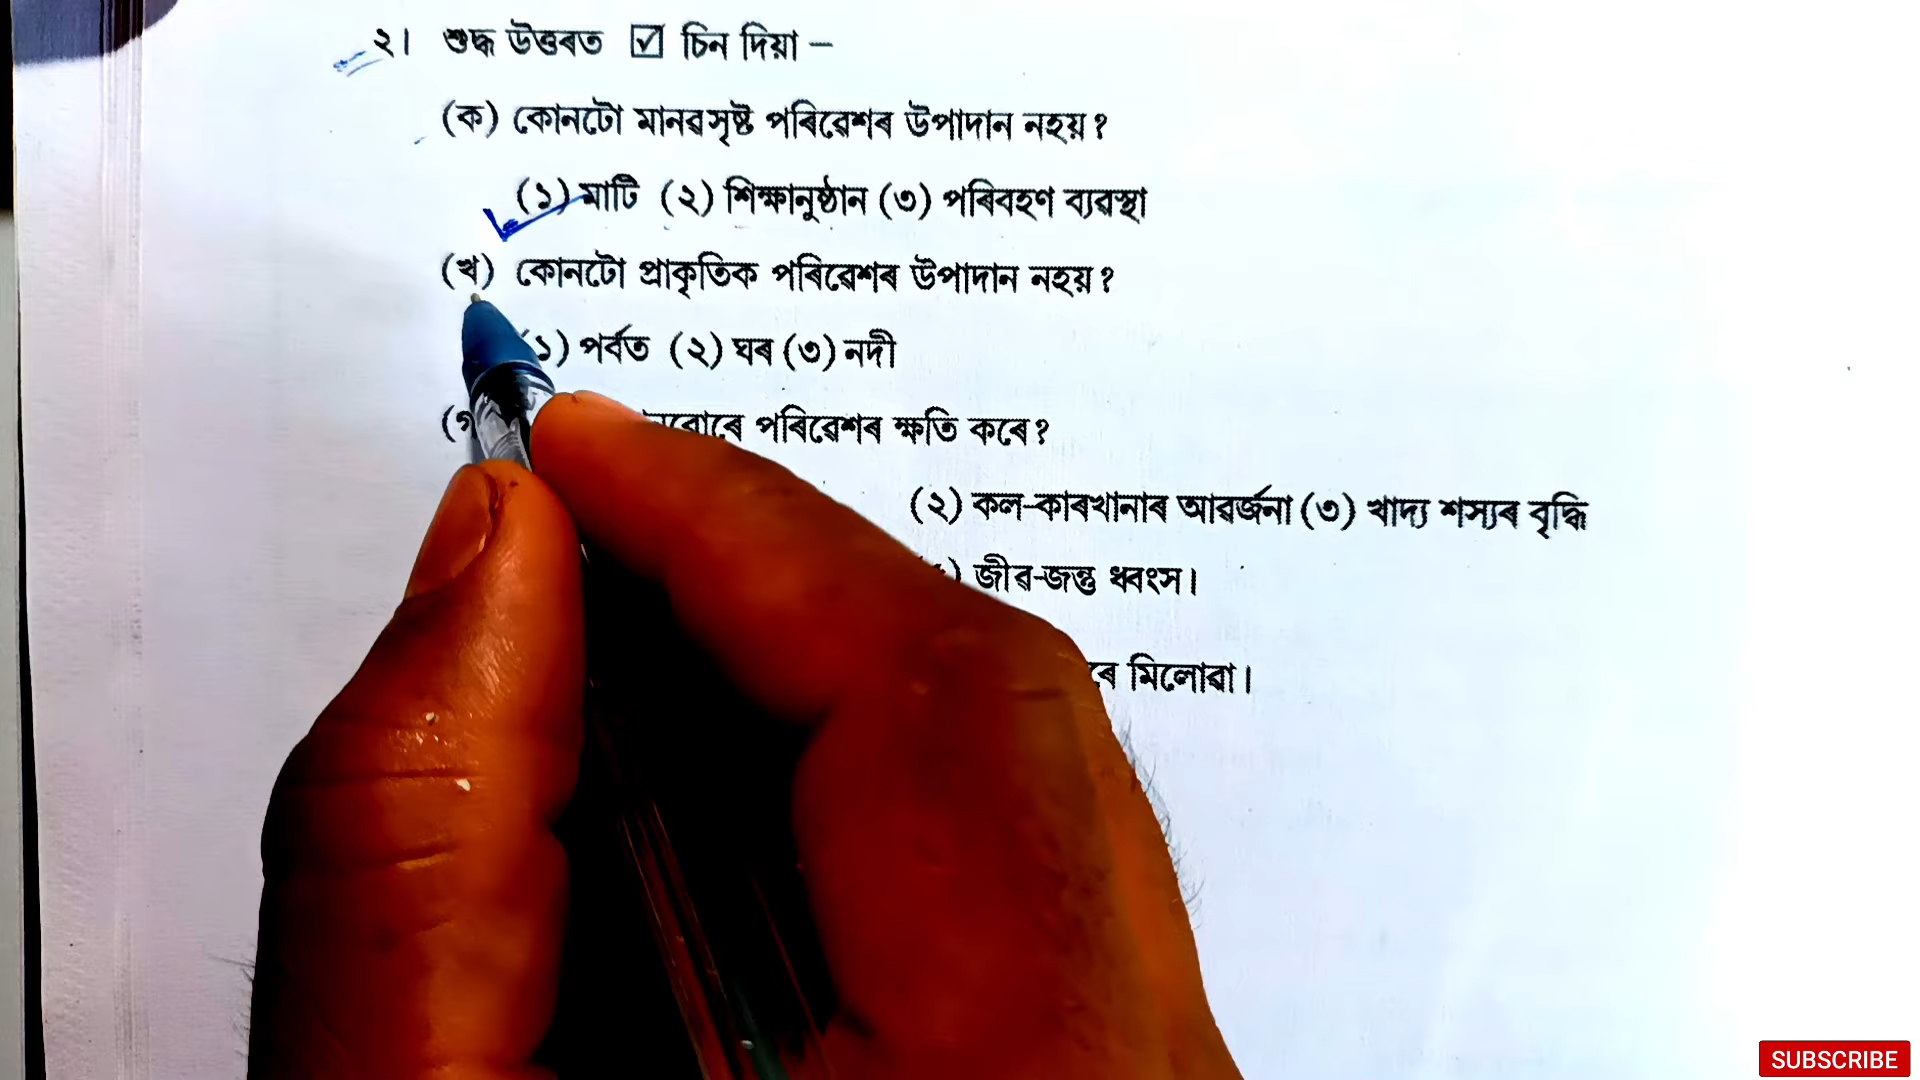 ২। শুদ্ধ উত্তৰত ☑ চিন দিয়া –
(ক) কোনটো মানৱসৃষ্ট পৰিৱেশৰ উপাদান নহয়?
(১) মাটি (২) শিক্ষানুষ্ঠান (৩) পৰিবহণ ব্যৱস্থা
(খ) কোনটো প্ৰাকৃতিক পৰিৱেশৰ উপাদান নহয়?
(১) পৰ্বত (২) ঘৰ (৩) নদী
পৰিৱেশৰ ক্ষতি কৰে?
(২) কল-কাৰখানাৰ আৱৰ্জনা (৩) খাদ্য শস্যৰ বৃদ্ধি
জীৱ-জন্তু ধ্বংস।
মিলোৱা।
SUBSCRIBE